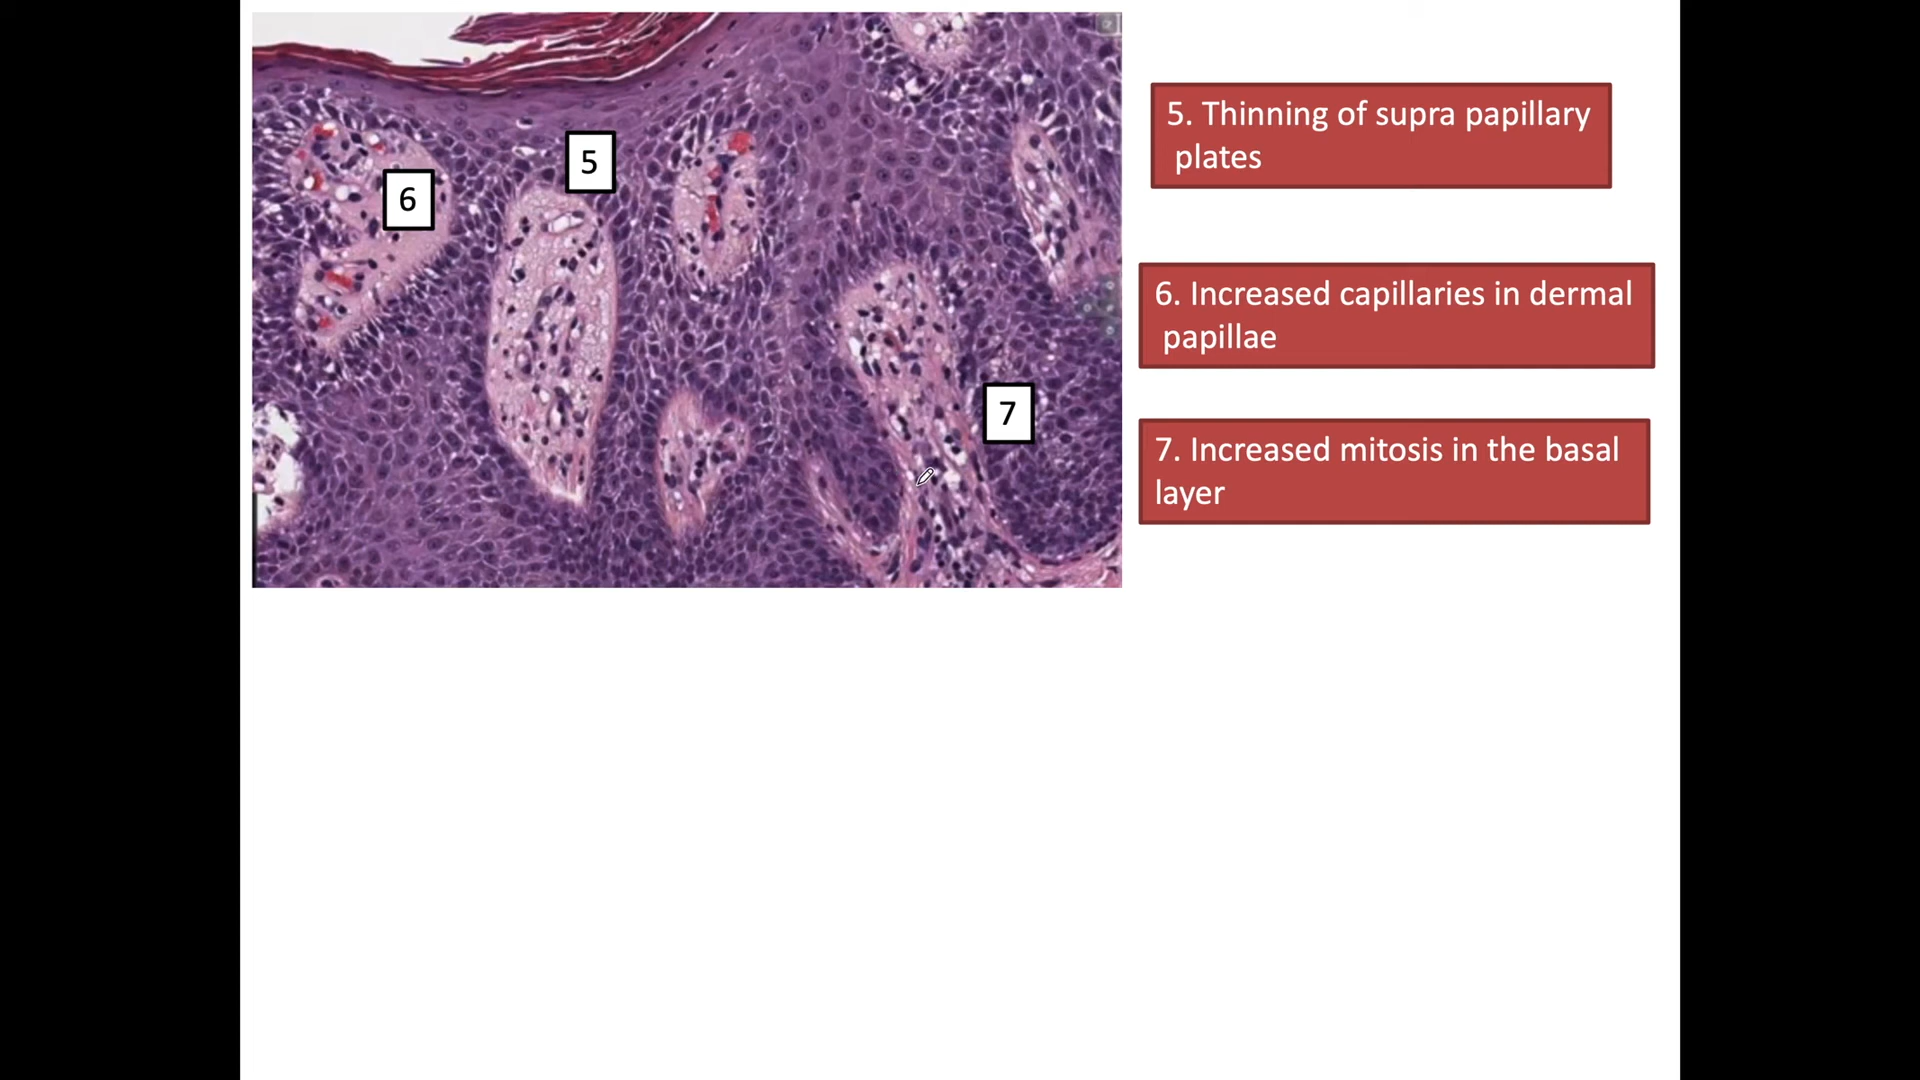 5
6
7
5. Thinning of supra papillary
plates
6. Increased capillaries in dermal
papillae
7. Increased mitosis in the basal
layer